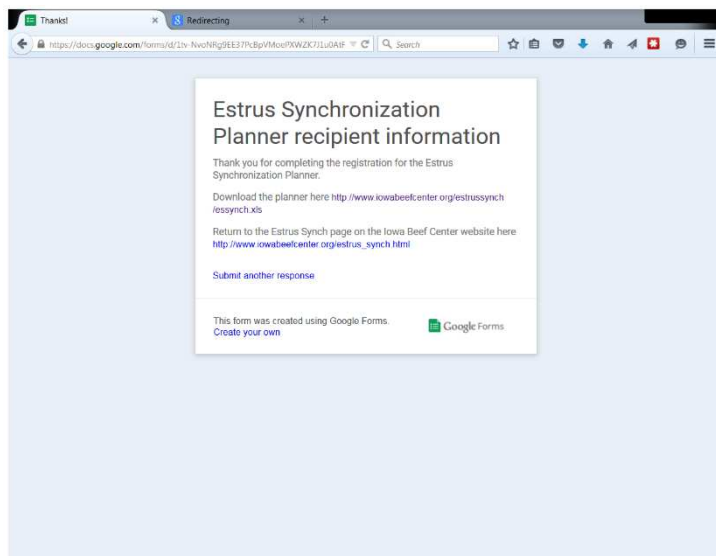 Thanks!
Redirecting
https://docs.google.com/forms/d/
Search
Estrus Synchronization
Planner recipient information
Thank you for completing the registration for the Estrus
Synchronization Planner.
Download the planner here http://www.iowabeefcenter.org/estrussynch
/essynch.xls
Return to the Estrus Synch page on the Iowa Beef Center website here
http://www.iowabeefcenter.org/estrus_synch.html
Submit another response
This form was created using Google Forms.
Create your own
Google Forms